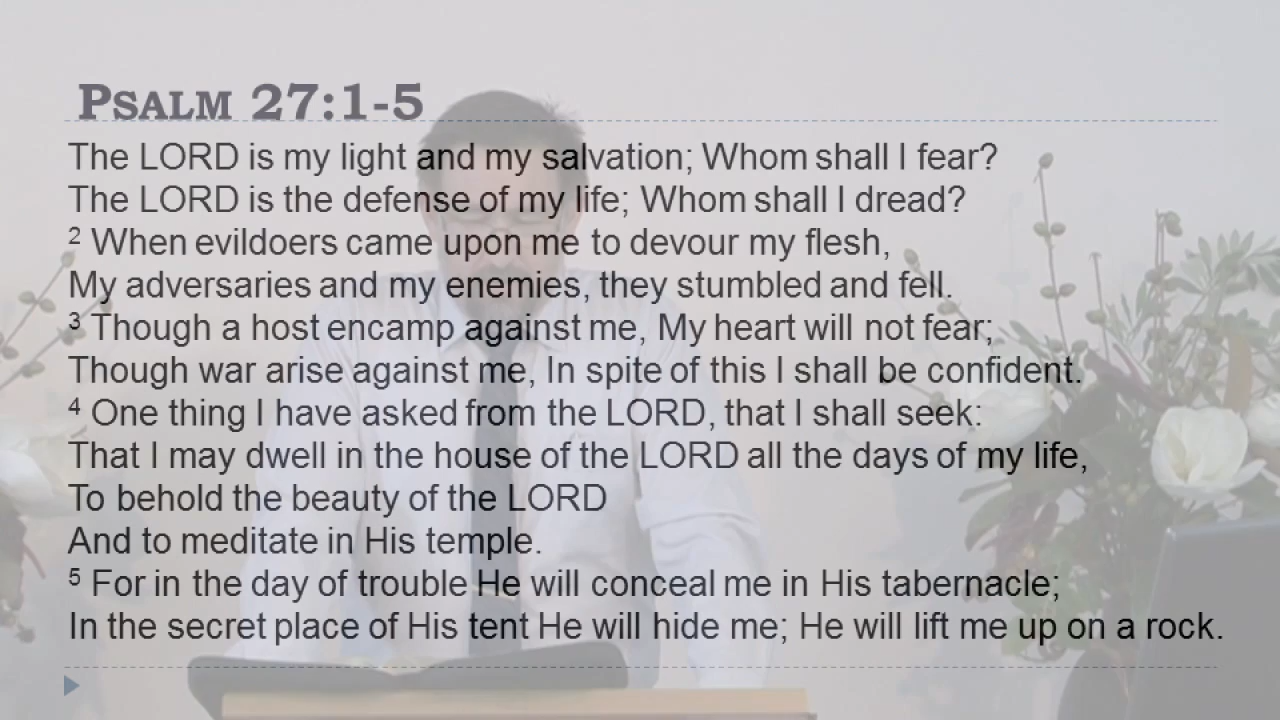 Psalm 27:1-5
The LORD is my light and my salvation; Whom shall I fear?
The LORD is the defense of my life; Whom shall I dread?
2 When evildoers came upon me to devour my flesh,
My adversaries and my enemies, they stumbled and fell.
3 Though a host encamp against me, My heart will not fear;
Though war arise against me, In spite of this I shall be confident.
4 One thing I have asked from the LORD, that I shall seek:
That I may dwell in the house of the LORD all the days of my life,
To behold the beauty of the LORD
And to meditate in His temple.
5 For in the day of trouble He will conceal me in His tabernacle;
In the secret place of His tent He will hide me; He will lift me up on a rock.